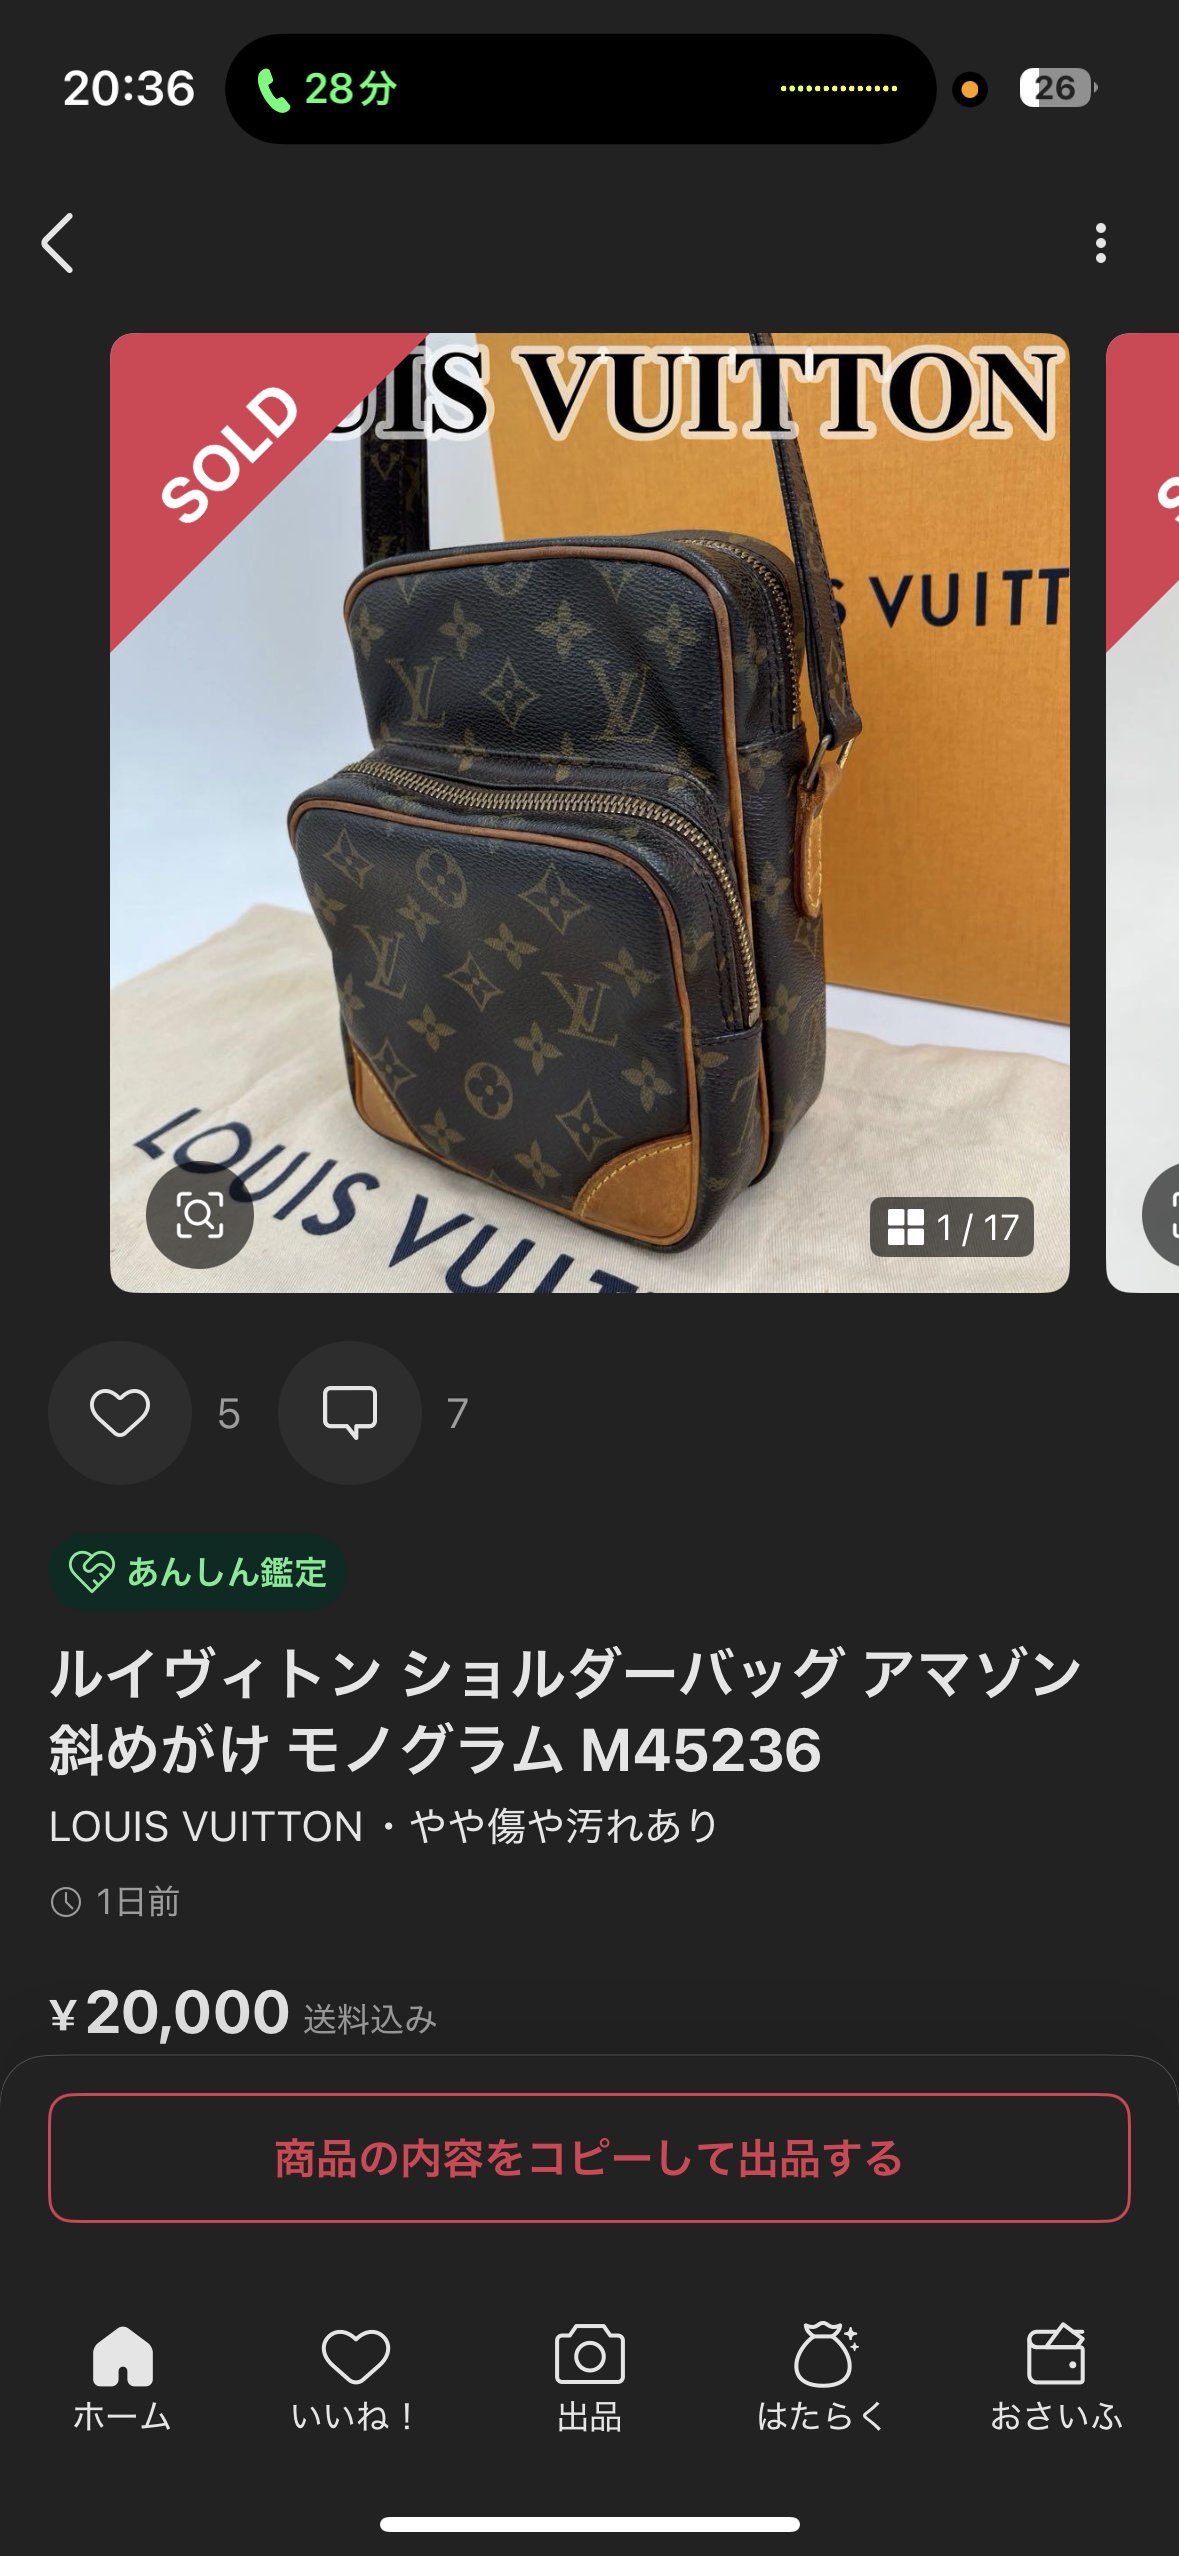 20:36
28分
26
SOLD
UIS VUITTON
S VUITT
LOUIS VUIT
1 / 17
5
7
あんしん鑑定
ルイヴィトン ショルダーバッグ アマゾン
斜めがけ モノグラム M45236
LOUIS VUITTON・やや傷や汚れあり
1日前
¥20,000 送料込み
商品の内容をコピーして出品する
ホーム
いいね！
出品
はたらく
おさいふ